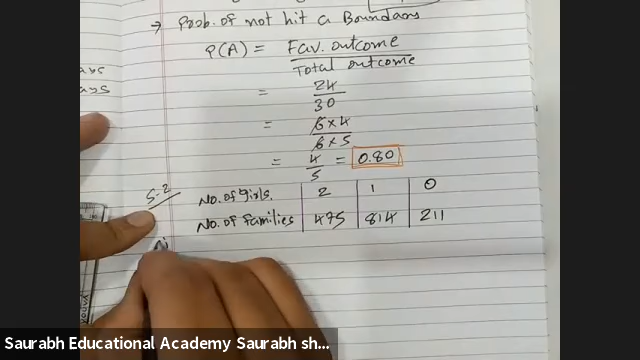 → Prob. of not hit a Boundary
P(A) = Fav. outcome
Total outcome
= 24
30
= 6 × 4
6 × 5
= 4 = 0.80
5
S-2
No. of girls. 2 1 0
No. of families 475 814 211
(i
Saurabh Educational Academy Saurabh sh...